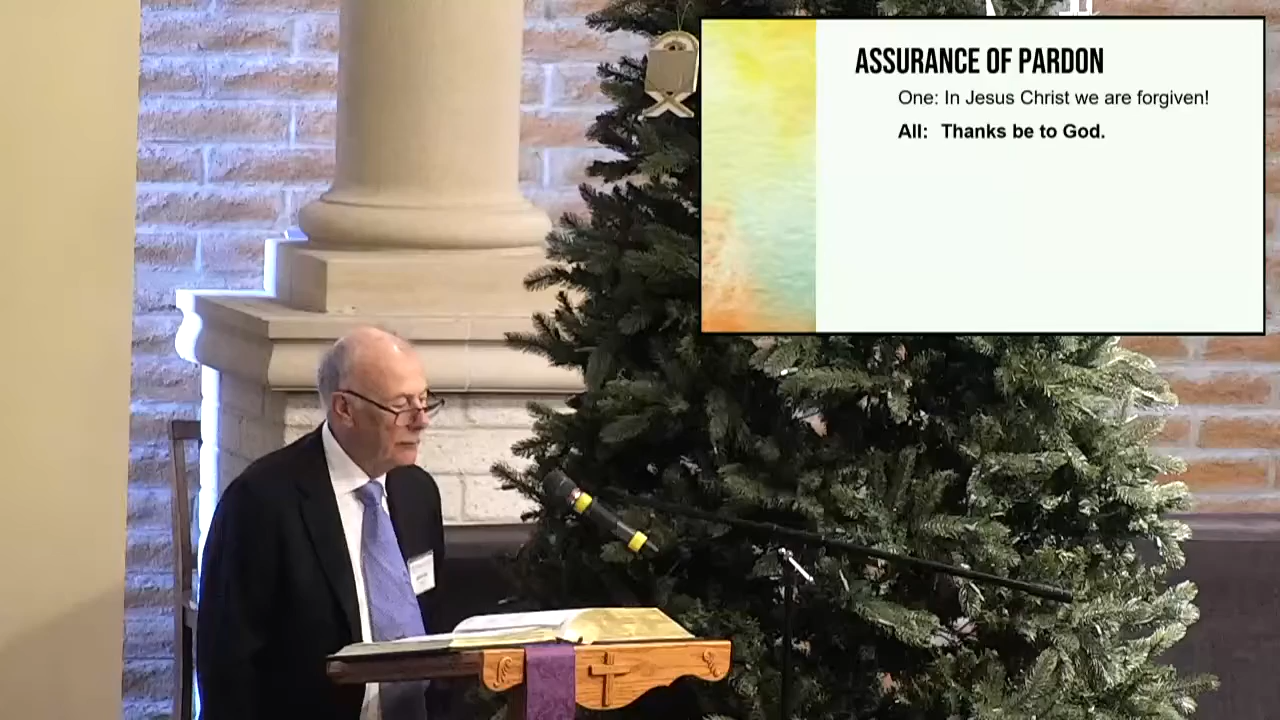 ASSURANCE OF PARDON
One: In Jesus Christ we are forgiven!
All: Thanks be to God.